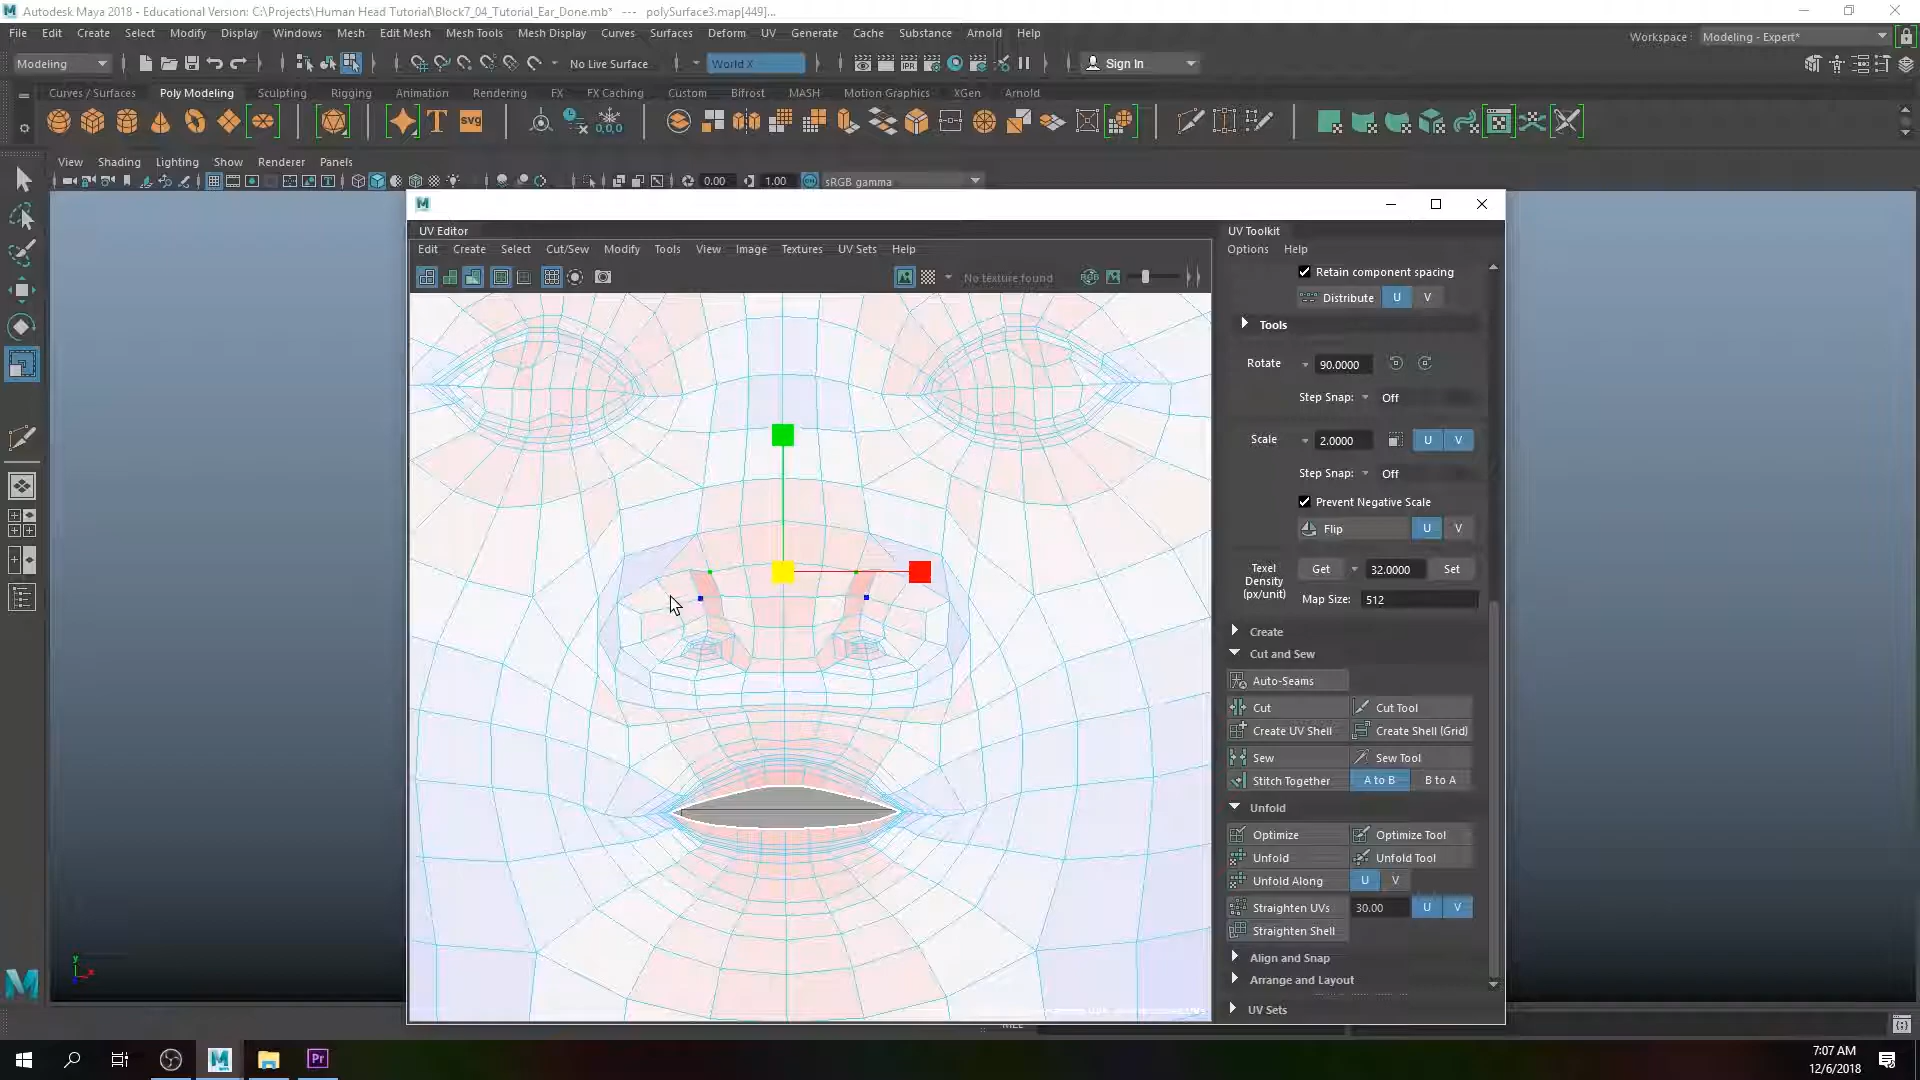 Autodesk Maya 2018 - Educational Version: C:\Projects\Human Head Tutorial\Block7_04_Tutorial_Ear_Done.mb* --- polySurface3.map[449]...
File Edit Create Select Modify Display Windows Mesh Edit Mesh Mesh Tools Mesh Display Curves Surfaces Deform UV Generate Cache Substance Arnold Help
Workspace : Modeling - Expert*
Modeling No Live Surface World X Sign In
Curves / Surfaces Poly Modeling Sculpting Rigging Animation Rendering FX FX Caching Custom Bifrost MASH Motion Graphics XGen Arnold
T svg 0,0,0
View Shading Lighting Show Renderer Panels
0.00 1.00 sRGB gamma
UV Editor
Edit Create Select Cut/Sew Modify Tools View Image Textures UV Sets Help
No texture found
UV Toolkit
Options Help
Retain component spacing
Distribute U V
Tools
Rotate 90.0000
Step Snap: Off
Scale 2.0000 U V
Step Snap: Off
Prevent Negative Scale
Flip U V
Texel Density (px/unit) Get 32.0000 Set
Map Size: 512
Create
Cut and Sew
Auto-Seams
Cut Cut Tool
Create UV Shell Create Shell (Grid)
Sew Sew Tool
Stitch Together A to B B to A
Unfold
Optimize Optimize Tool
Unfold Unfold Tool
Unfold Along U V
Straighten UVs 30.00 U V
Straighten Shell
Align and Snap
Arrange and Layout
UV Sets
y
x
Pr
7:07 AM
12/6/2018